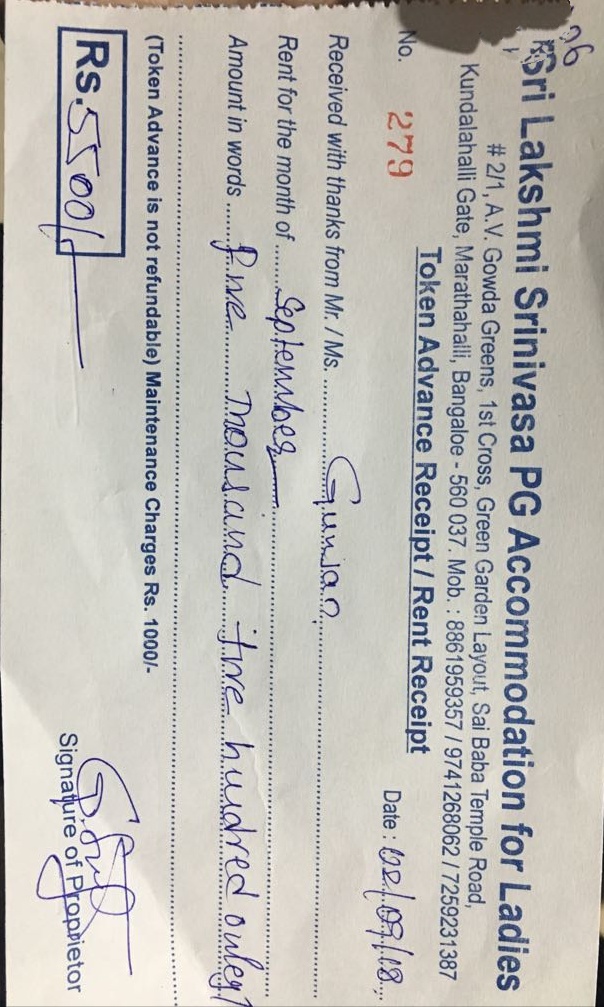 26
Sri Lakshmi Srinivasa PG Accommodation for Ladies
# 2/1, A.V. Gowda Greens, 1st Cross, Green Garden Layout, Sai Baba Temple Road,
Kundalahalli Gate, Marathahalli, Bangaloe - 560 037. Mob. : 8861959357 / 9741268062 / 7259231387
Token Advance Receipt / Rent Receipt
No. 279 Date : 02/09/18
Received with thanks from Mr. / Ms. Gunjan
Rent for the month of September
Amount in words five Thousand five hundred only
(Token Advance is not refundable) Maintenance Charges Rs. 1000/-
Rs. 5500/-
Signature of Proprietor